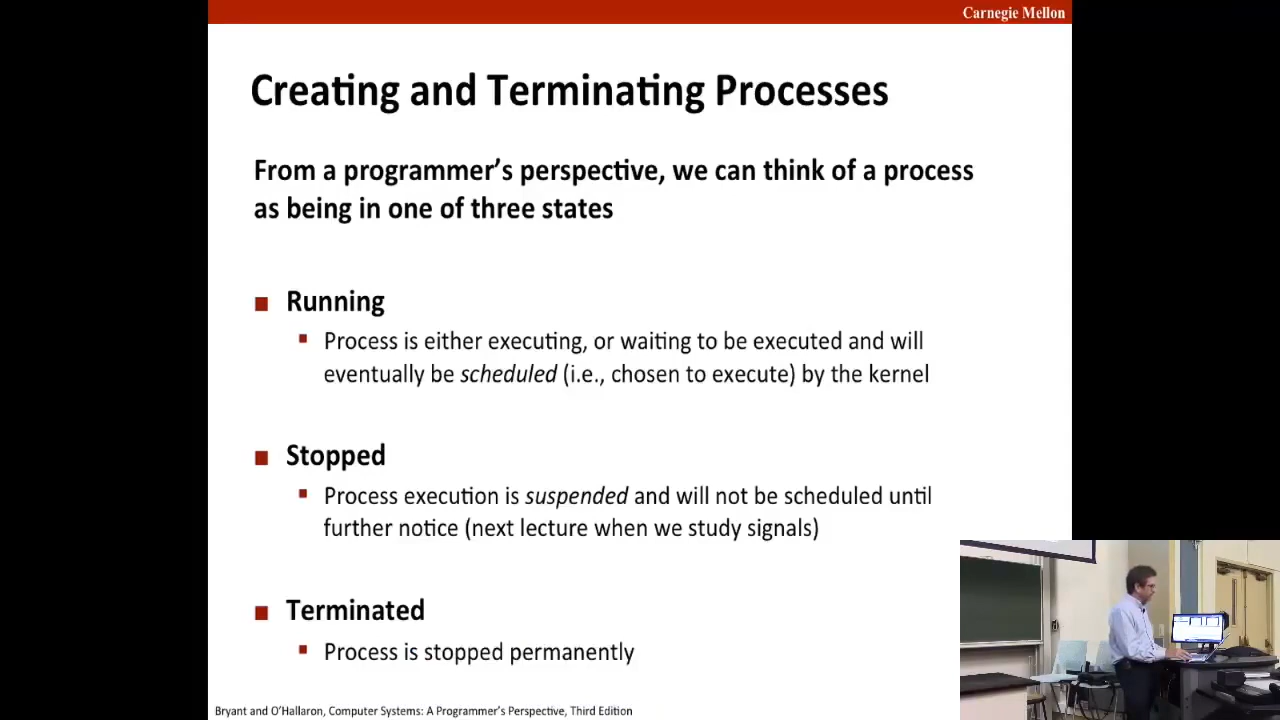 Carnegie Mellon
Creating and Terminating Processes
From a programmer's perspective, we can think of a process
as being in one of three states
Running
Process is either executing, or waiting to be executed and will
eventually be scheduled (i.e., chosen to execute) by the kernel
Stopped
Process execution is suspended and will not be scheduled until
further notice (next lecture when we study signals)
Terminated
Process is stopped permanently
Bryant and O'Hallaron, Computer Systems: A Programmer's Perspective, Third Edition